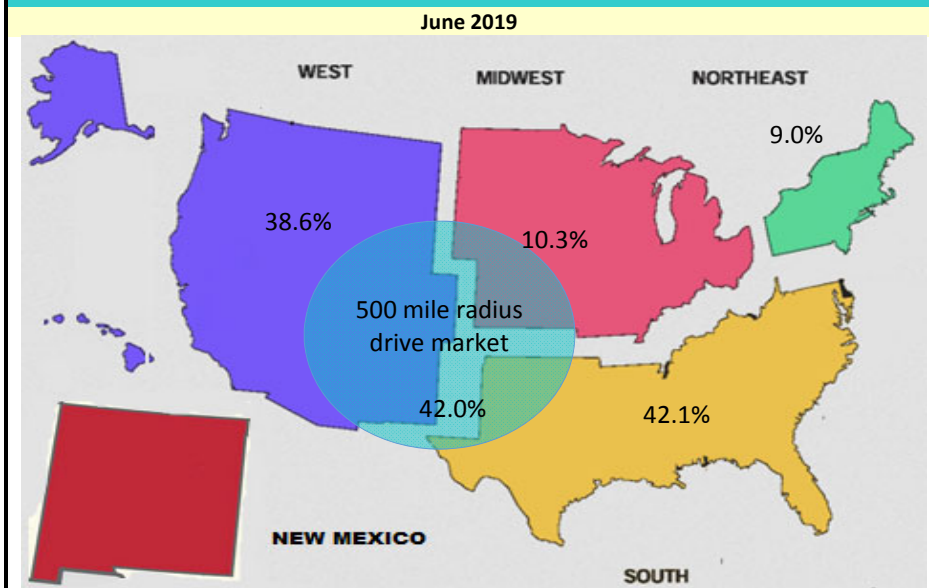 June 2019
WEST
MIDWEST
NORTHEAST
9.0%
38.6%
10.3%
500 mile radius
drive market
42.0%
42.1%
NEW MEXICO
SOUTH